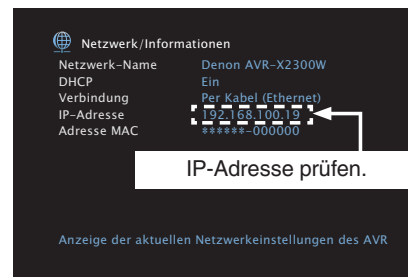 Netzwerk/Informationen
Netzwerk-Name Denon AVR-X2300W
DHCP Ein
Verbindung Per Kabel (Ethernet)
IP-Adresse 192.168.100.19
Adresse MAC ******-000000
IP-Adresse prüfen.
Anzeige der aktuellen Netzwerkeinstellungen des AVR